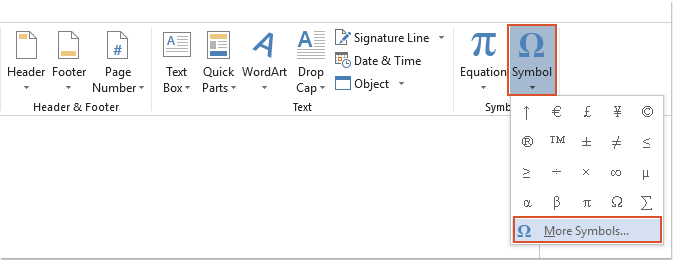 Header
Footer
Page
Number
Header & Footer
#
A
A
Text
Box
Quick
Parts
WordArt
Drop
Cap
Signature Line
Date & Time
Object
Text
π
Equation
Ω
Symbol
Symb
↑ € £ ¥ ©
® ™ ± ≠ ≤
≥ ÷ × ∞ µ
α β π Ω ∑
Ω More Symbols...